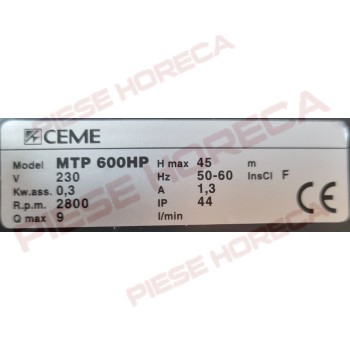 PIESE HORECA
CEME
Model MTP 600HP H max 45 m
V 230 Hz 50-60 InsCl F
Kw.ass. 0,3 A 1,3
R.p.m. 2800 IP 44
Q max 9 l/min
PIESE HORECA